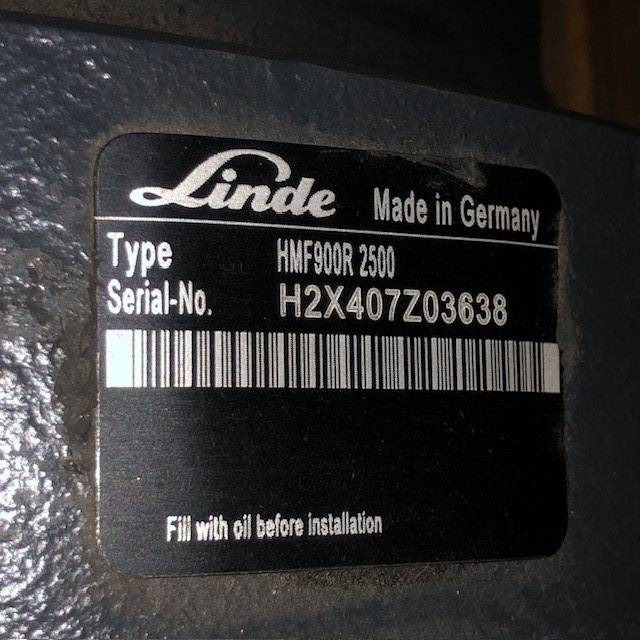 Linde Made in Germany
Type HMF900R 2500
Serial-No. H2X407Z03638
Fill with oil before installation